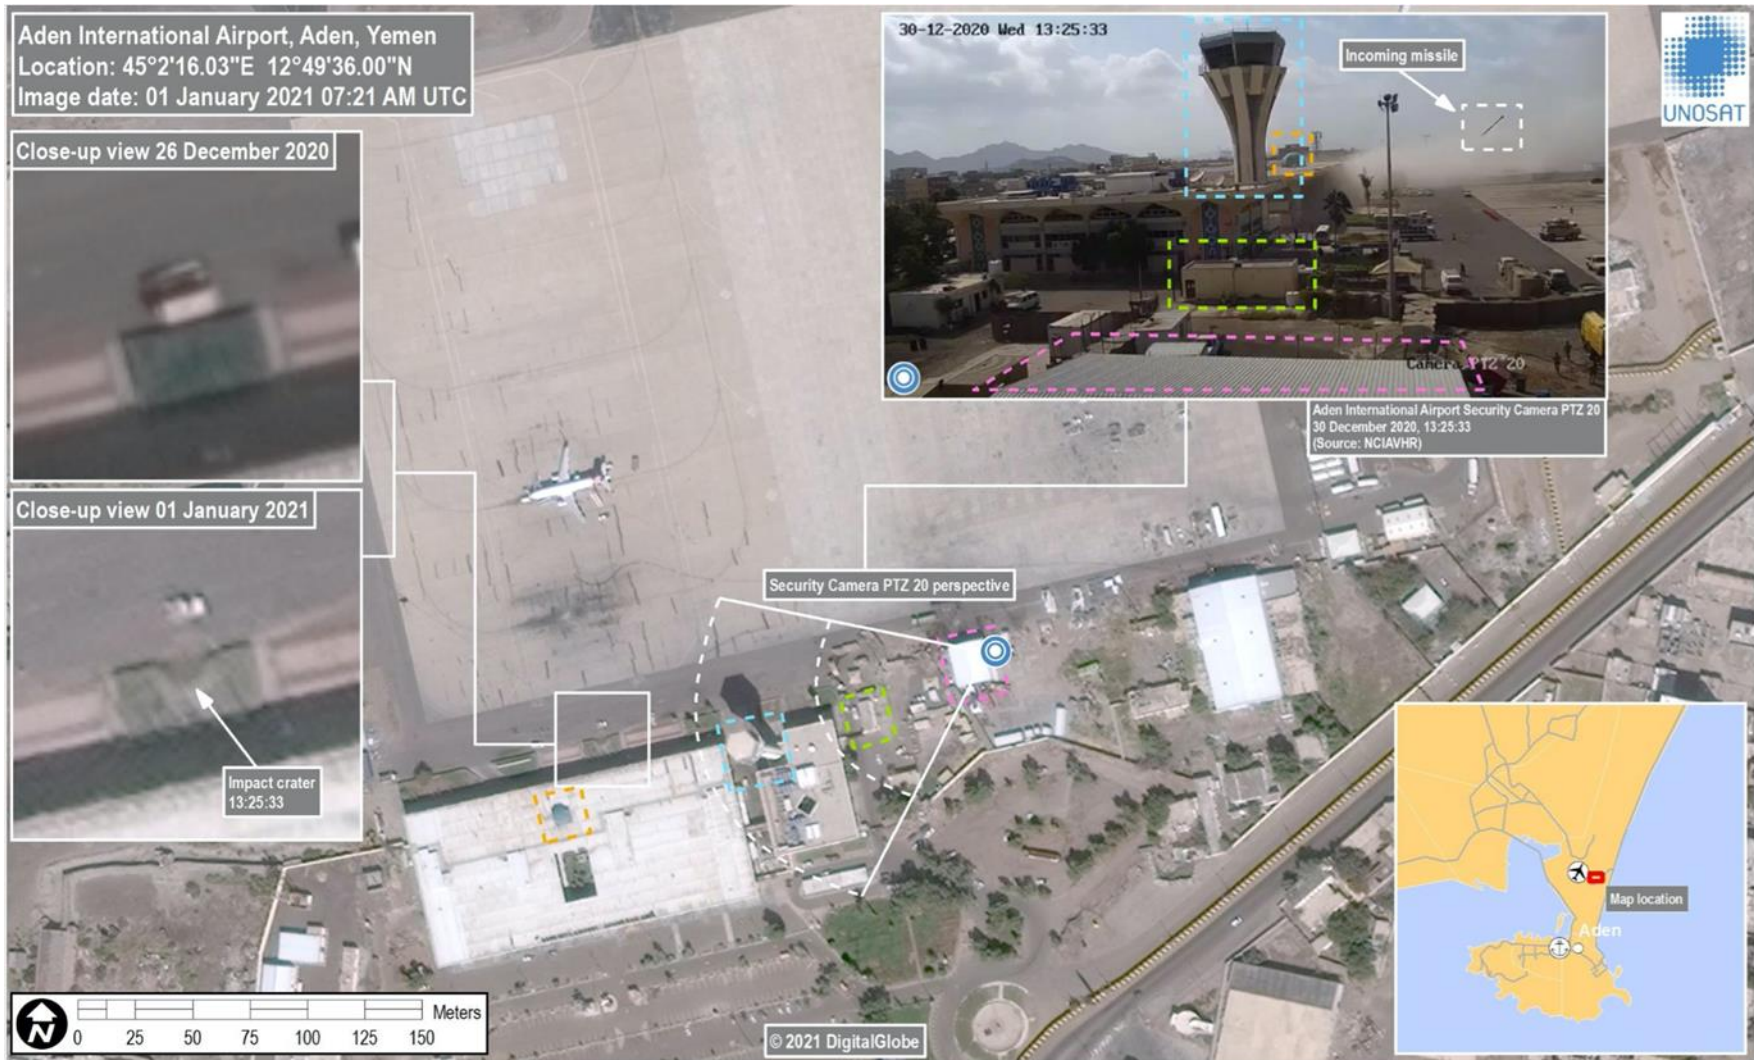 Aden International Airport, Aden, Yemen
Location: 45°2'16.03"E 12°49'36.00"N
Image date: 01 January 2021 07:21 AM UTC
Close-up view 26 December 2020
Close-up view 01 January 2021
Impact crater
13:25:33
30-12-2020 Wed 13:25:33
Incoming missile
Camera PTZ 20
UNOSAT
Aden International Airport Security Camera PTZ 20
30 December 2020, 13:25:33
(Source: NCIAVHR)
Security Camera PTZ 20 perspective
Map location
Aden
N
0 25 50 75 100 125 150 Meters
© 2021 DigitalGlobe